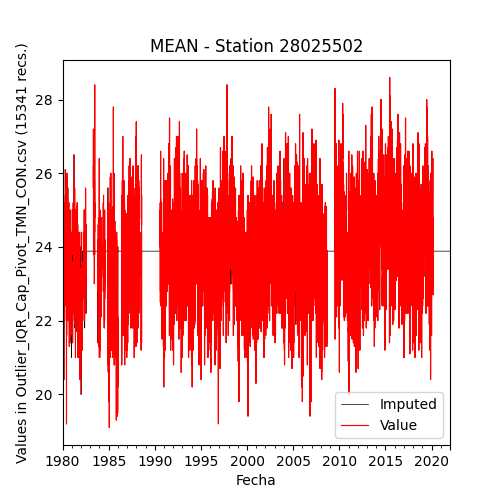 MEAN - Station 28025502
Values in Outlier_IQR_Cap_Pivot_TMN_CON.csv (15341 recs.)
28
26
24
22
20
1980 1985 1990 1995 2000 2005 2010 2015 2020
Fecha
Imputed
Value